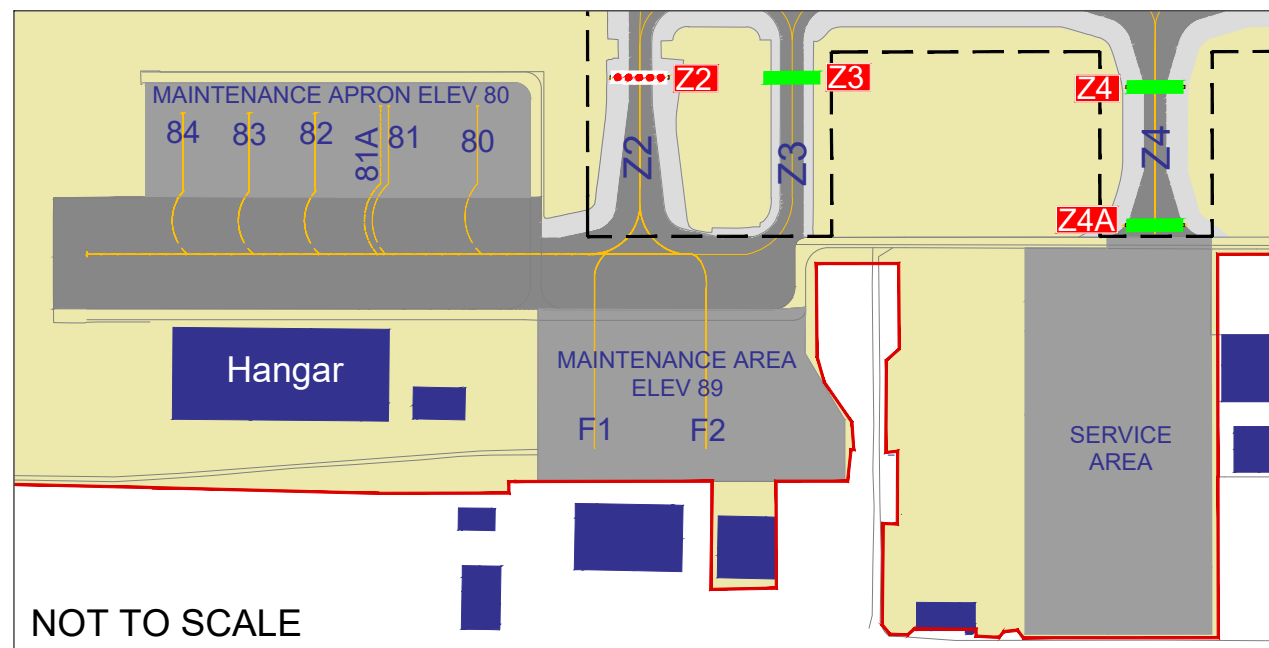 Z2
Z3
Z4
MAINTENANCE APRON ELEV 80
84
83
82
81A
81
80
Z2
Z3
Z4
Z4A
Hangar
MAINTENANCE AREA
ELEV 89
F1
F2
SERVICE
AREA
NOT TO SCALE